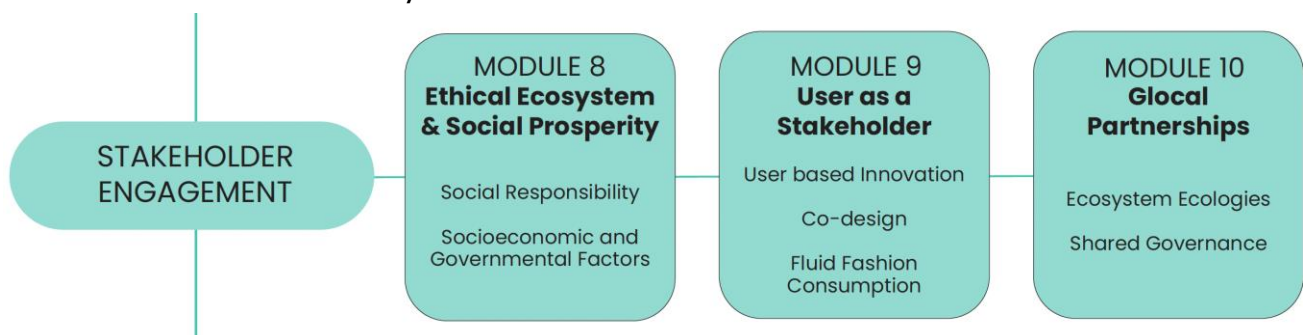 STAKEHOLDER
ENGAGEMENT
MODULE 8
Ethical Ecosystem
& Social Prosperity
Social Responsibility
Socioeconomic and
Governmental Factors
MODULE 9
User as a
Stakeholder
User based Innovation
Co-design
Fluid Fashion
Consumption
MODULE 10
Glocal
Partnerships
Ecosystem Ecologies
Shared Governance